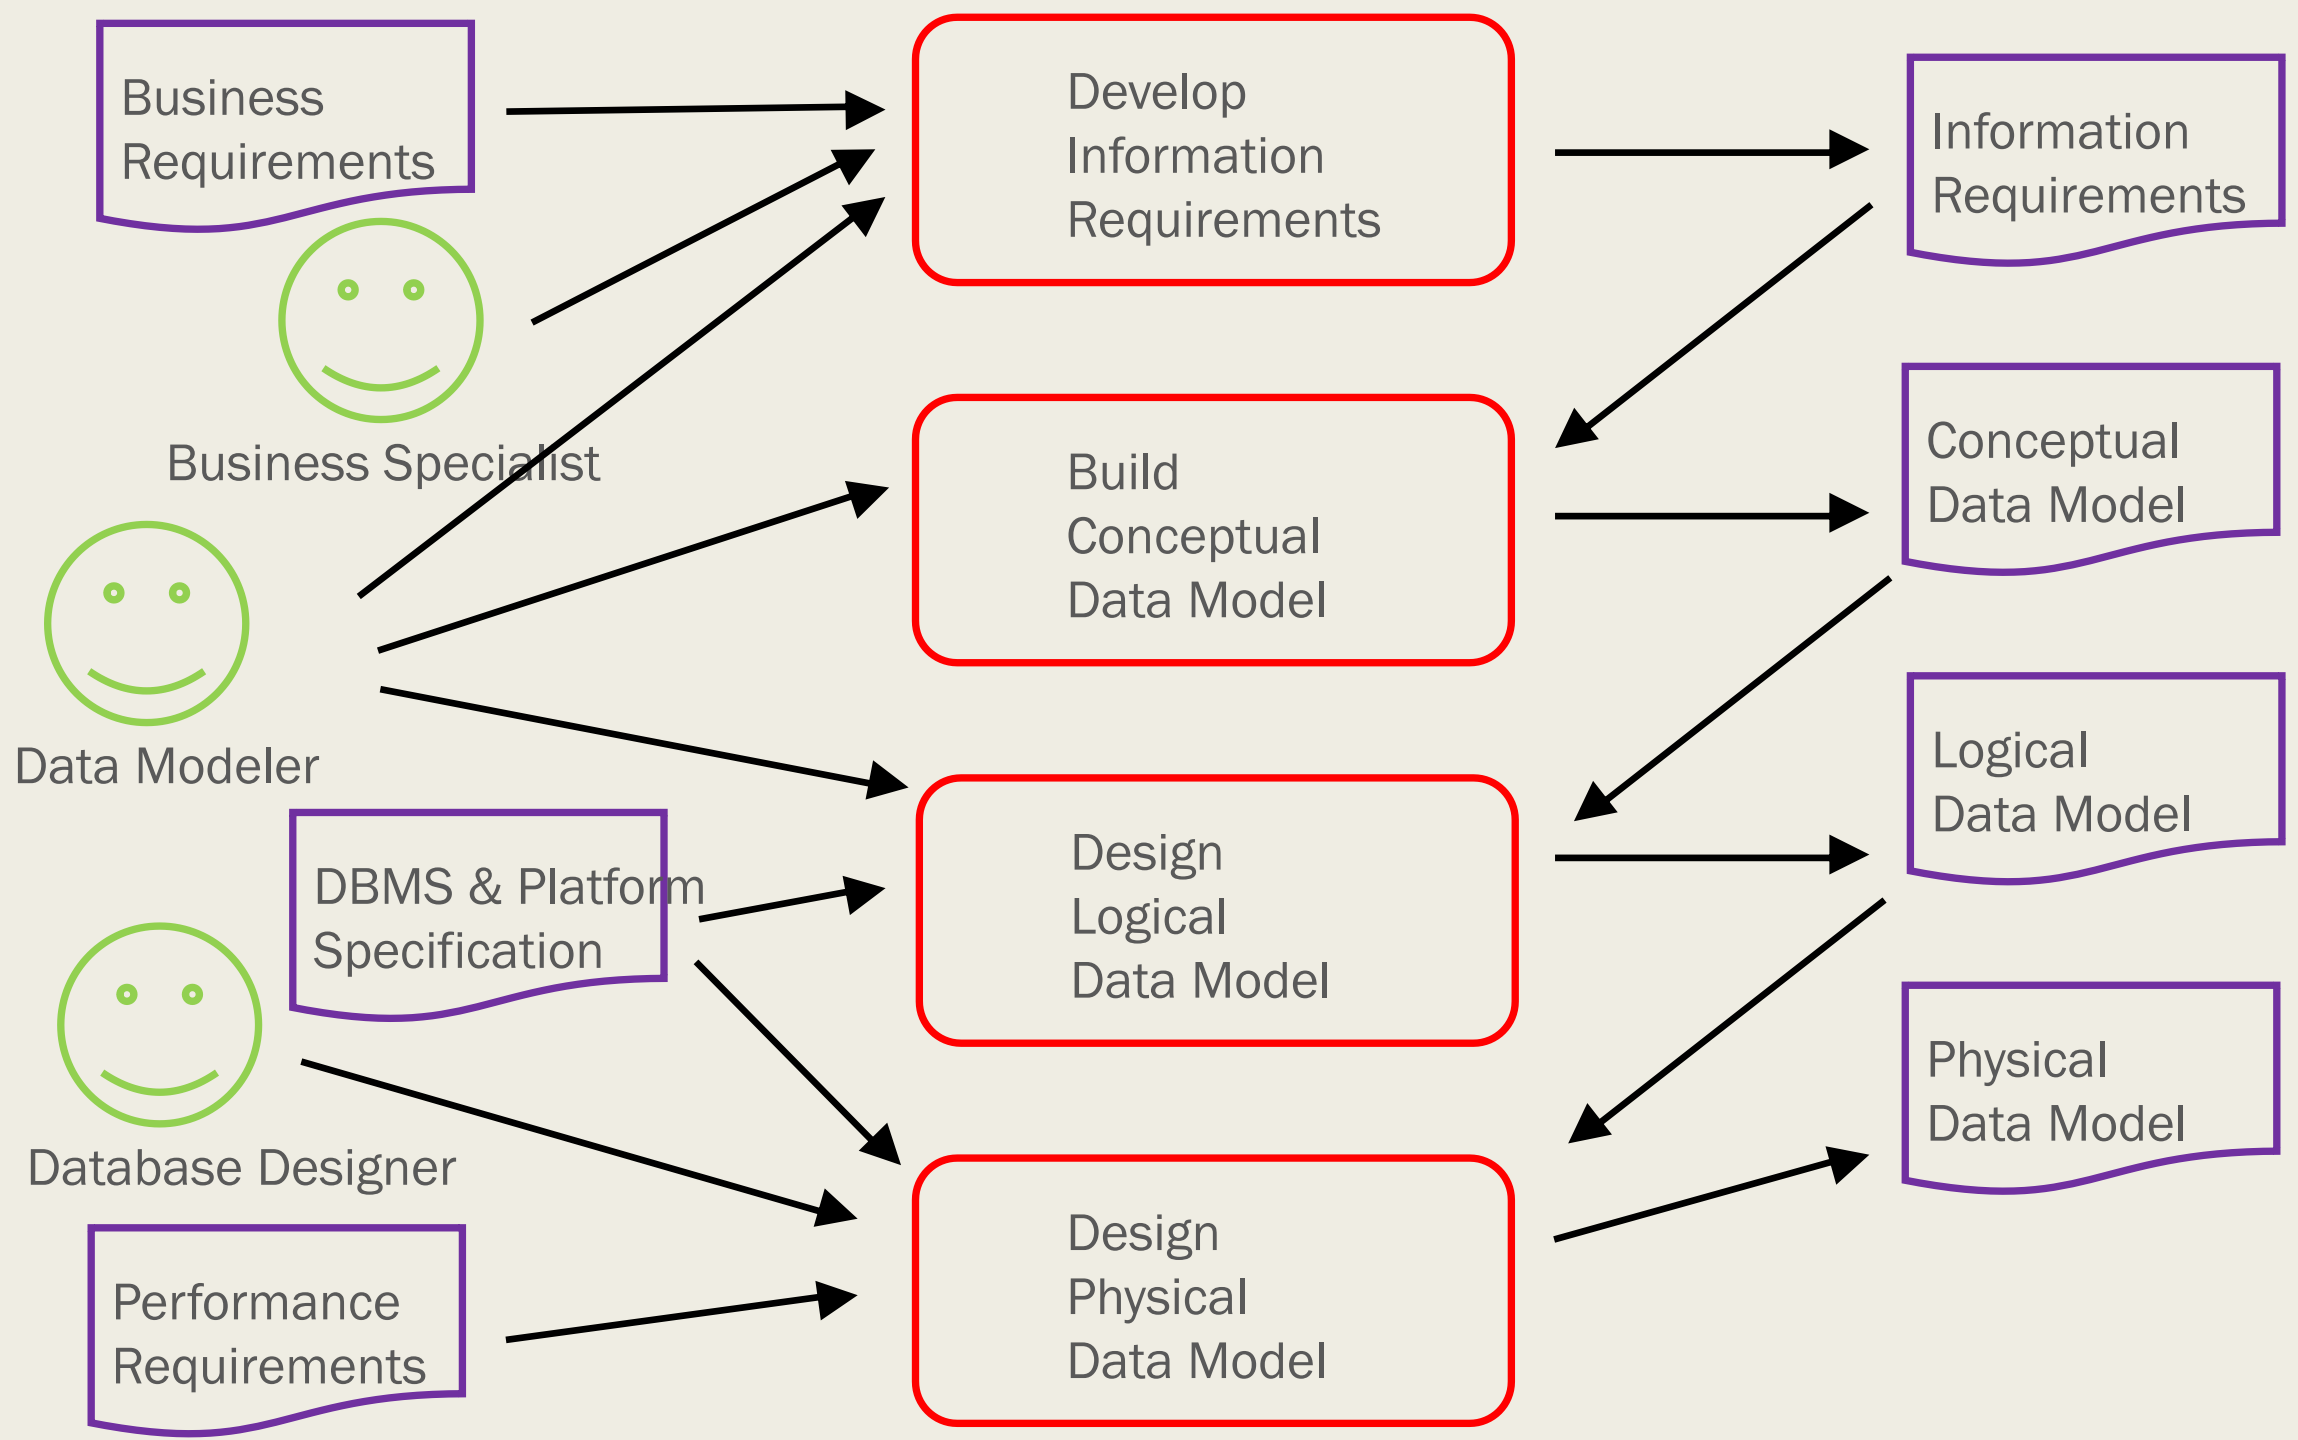 Business
Requirements
Business Specialist
Data Modeler
DBMS & Platform
Specification
Database Designer
Performance
Requirements
Develop
Information
Requirements
Build
Conceptual
Data Model
Design
Logical
Data Model
Design
Physical
Data Model
Information
Requirements
Conceptual
Data Model
Logical
Data Model
Physical
Data Model